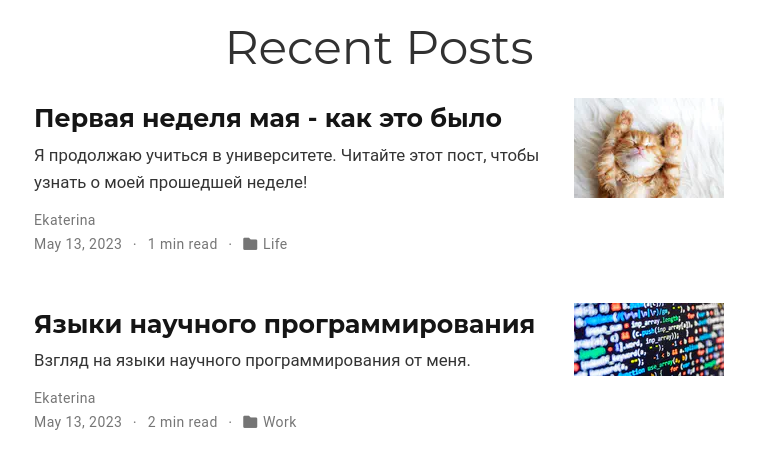 Recent Posts
Первая неделя мая - как это было
Я продолжаю учиться в университете. Читайте этот пост, чтобы
узнать о моей прошедшей неделе!
Ekaterina
May 13, 2023 · 1 min read · Life
Языки научного программирования
Взгляд на языки научного программирования от меня.
Ekaterina
May 13, 2023 · 2 min read · Work